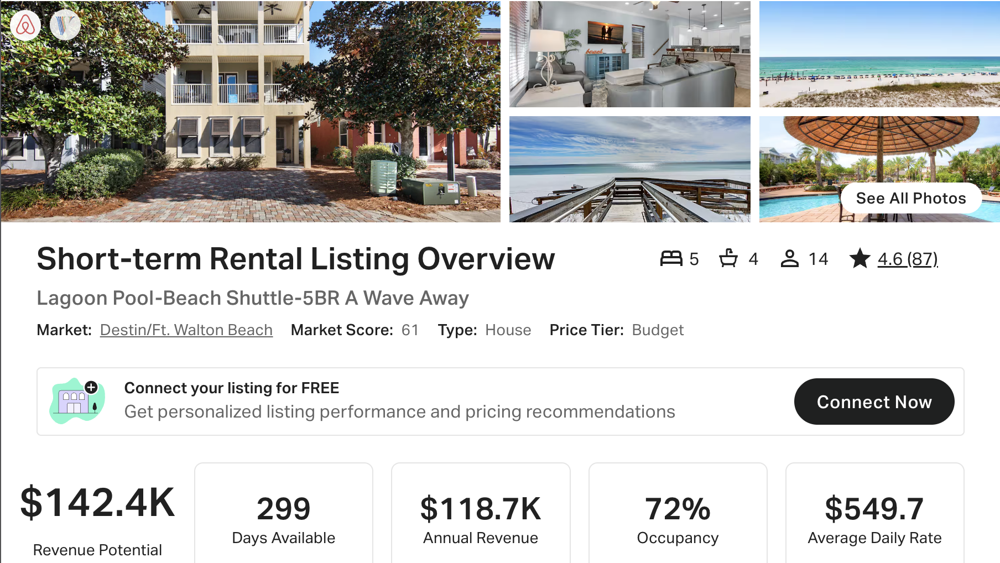 beach
219
See All Photos
Short-term Rental Listing Overview
5
4
14
4.6 (87)
Lagoon Pool-Beach Shuttle-5BR A Wave Away
Market: Destin/Ft. Walton Beach Market Score: 61 Type: House Price Tier: Budget
Connect your listing for FREE
Get personalized listing performance and pricing recommendations
Connect Now
$142.4K
Revenue Potential
299
Days Available
$118.7K
Annual Revenue
72%
Occupancy
$549.7
Average Daily Rate